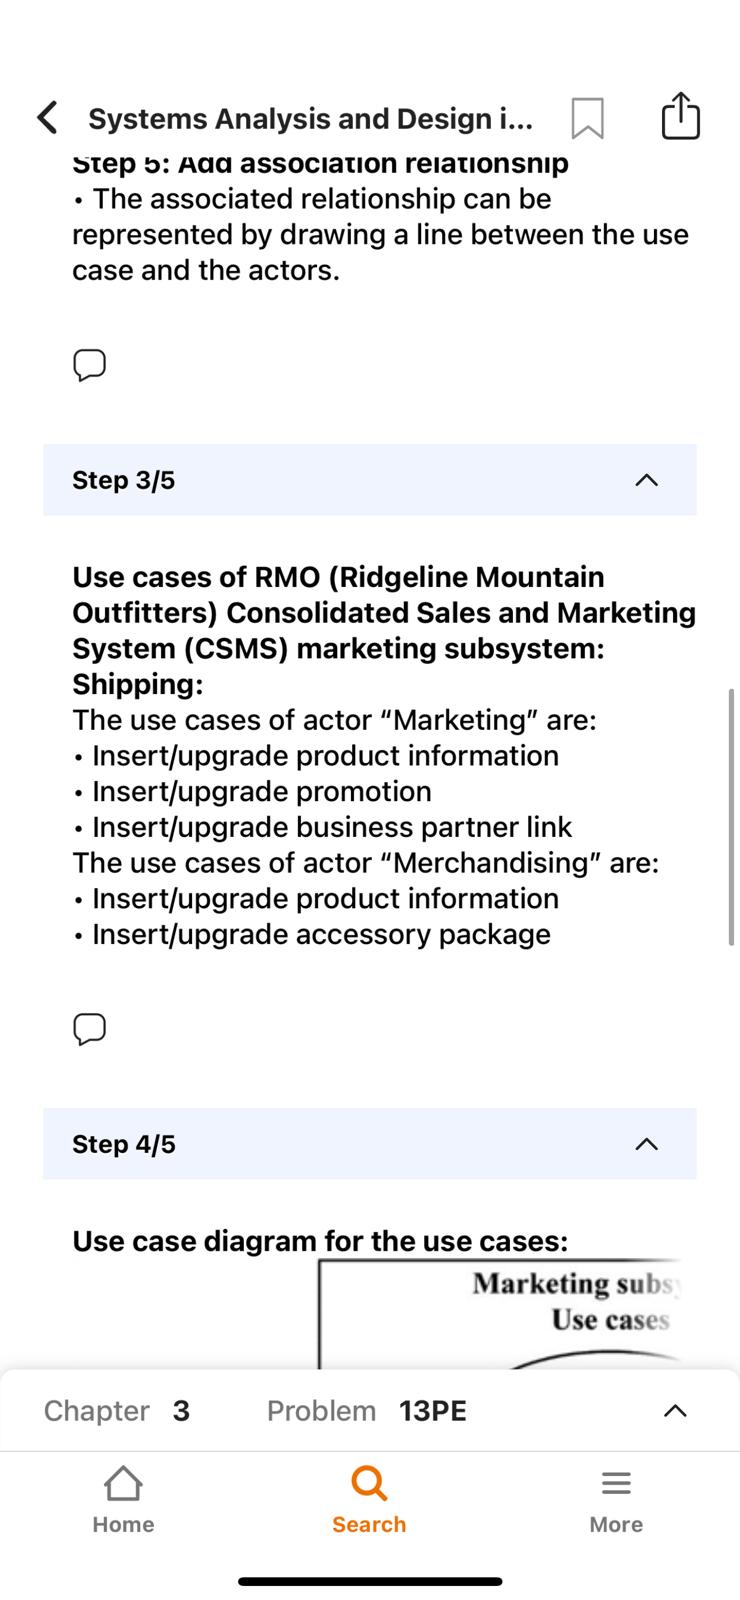 Systems Analysis and Design i...
Step 5: Add association relationship
• The associated relationship can be
represented by drawing a line between the use
case and the actors.
Step 3/5
Use cases of RMO (Ridgeline Mountain
Outfitters) Consolidated Sales and Marketing
System (CSMS) marketing subsystem:
Shipping:
The use cases of actor “Marketing” are:
• Insert/upgrade product information
• Insert/upgrade promotion
• Insert/upgrade business partner link
The use cases of actor “Merchandising” are:
• Insert/upgrade product information
• Insert/upgrade accessory package
Step 4/5
Use case diagram for the use cases:
Marketing subsy
Use cases
Chapter 3 Problem 13PE
Home Search More